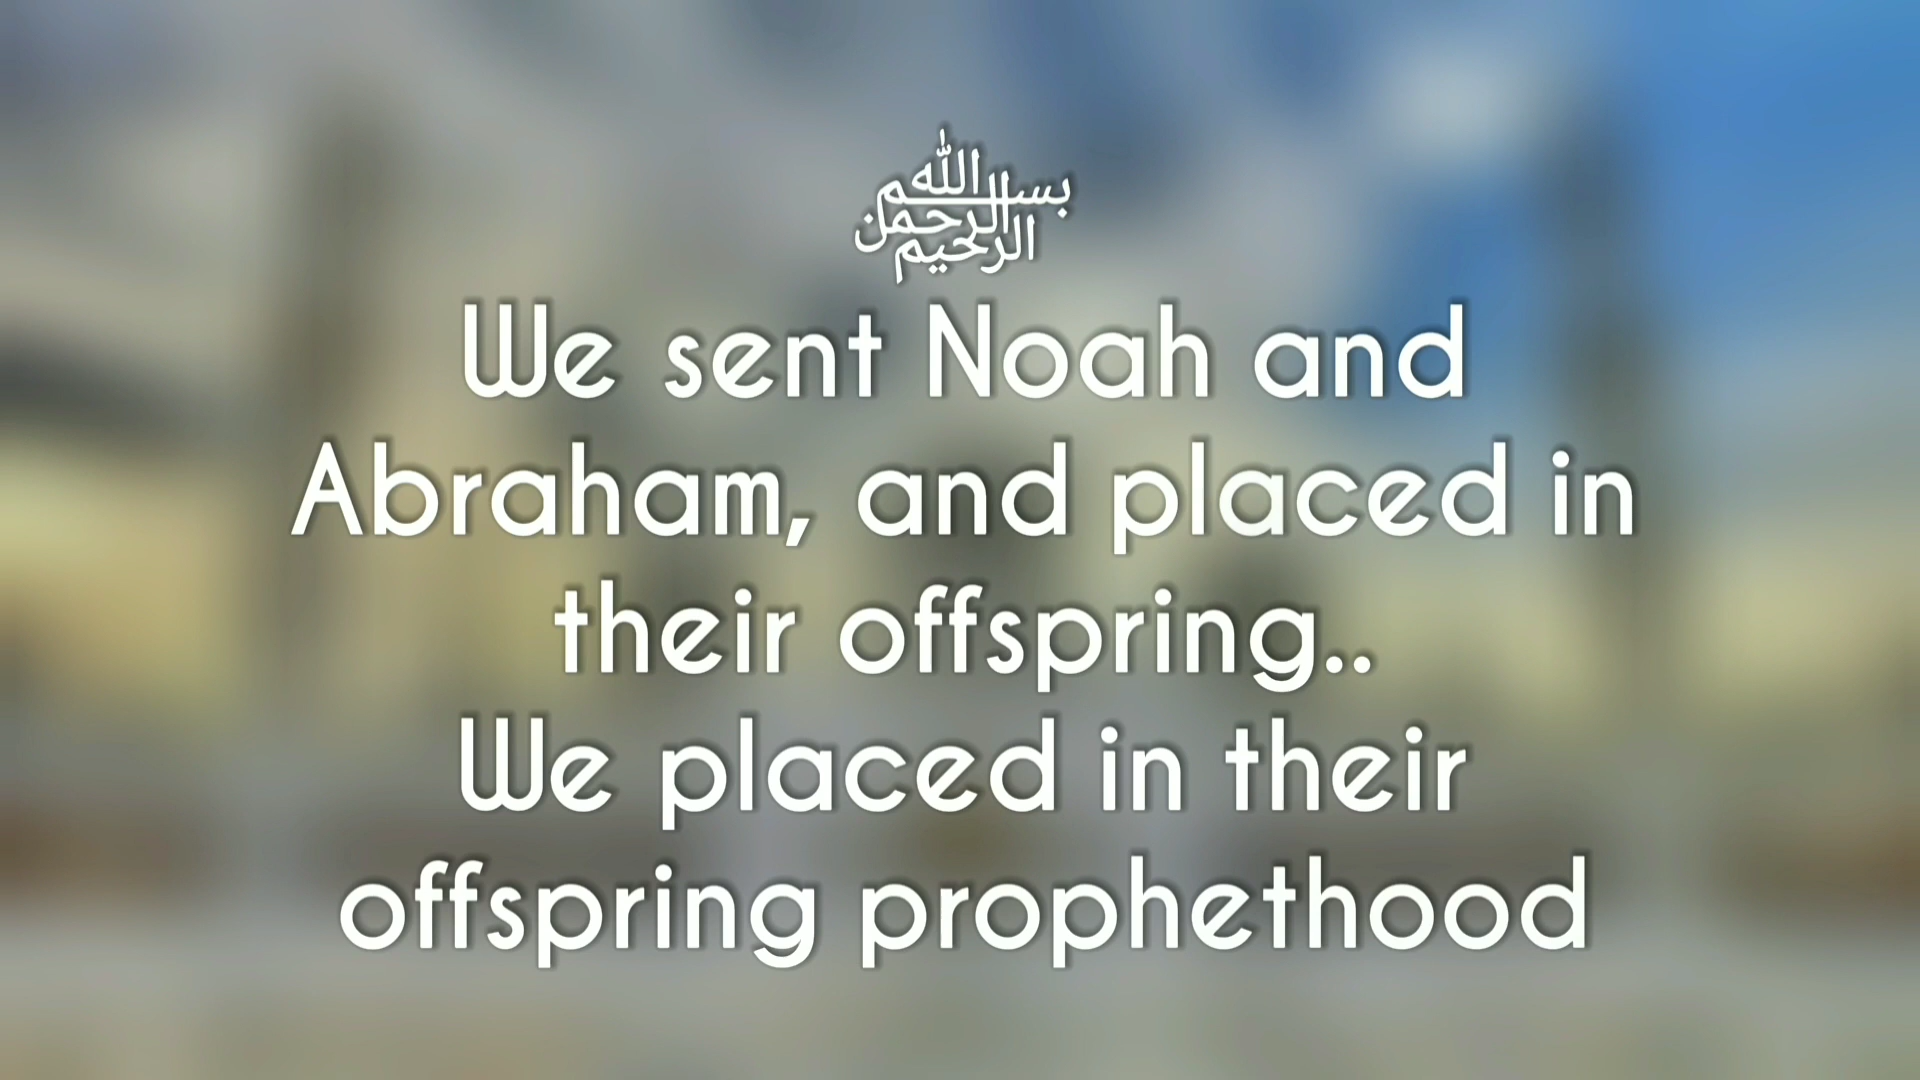 بسم الله الرحمن الرحيم
We sent Noah and
Abraham, and placed in
their offspring..
We placed in their
offspring prophethood